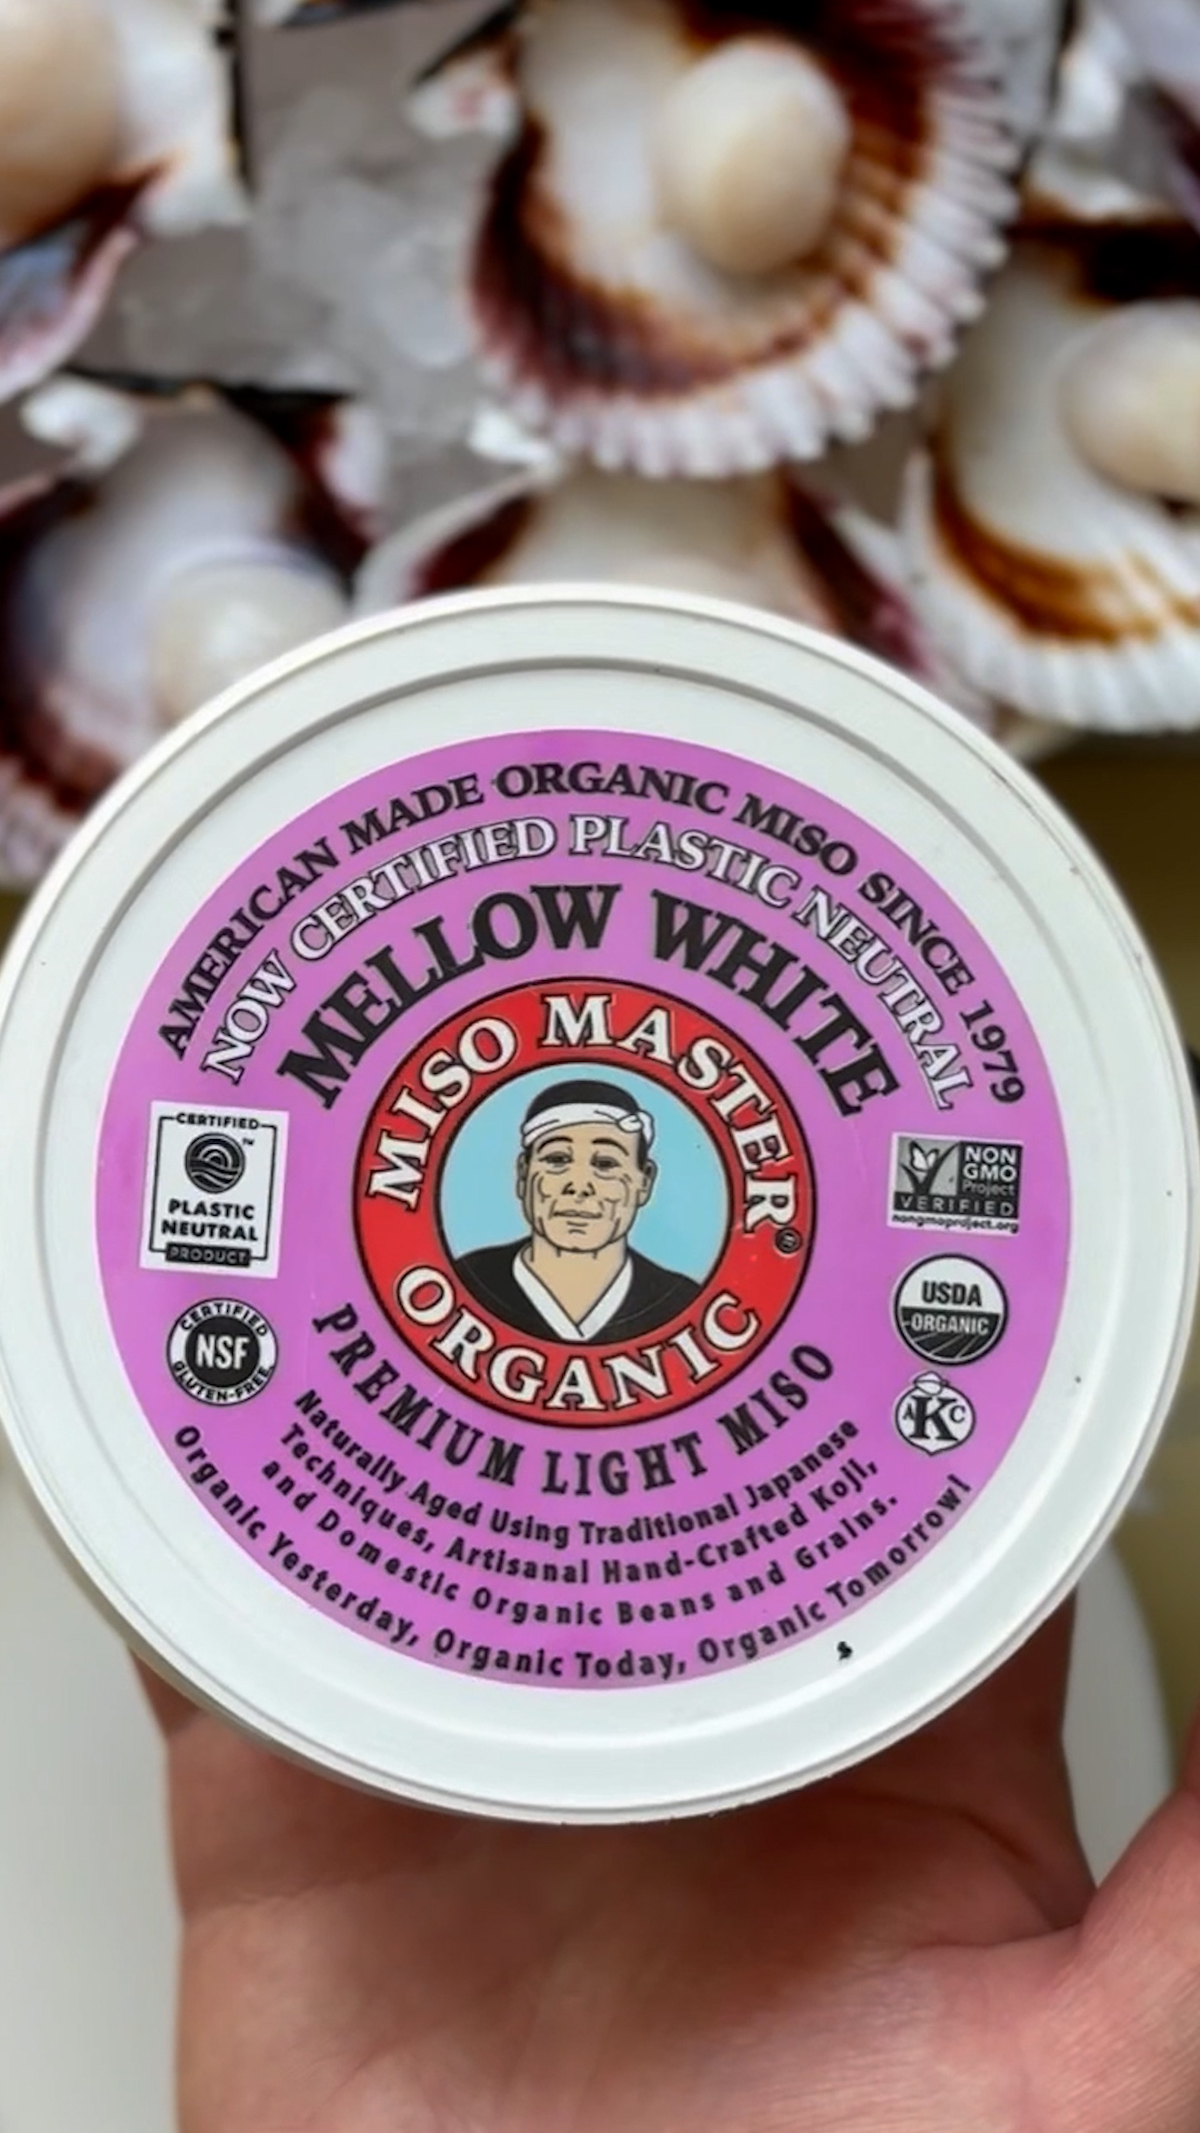 AMERICAN MADE ORGANIC MISO SINCE 1979
NOW CERTIFIED PLASTIC NEUTRAL
MELLOW WHITE
MISO MASTER®
ORGANIC
CERTIFIED
™
PLASTIC
NEUTRAL
PRODUCT
CERTIFIED
NSF
GLUTEN-FREE
NON
GMO
Project
VERIFIED
nongmoproject.org
USDA
ORGANIC
AKC
PREMIUM LIGHT MISO
Naturally Aged Using Traditional Japanese
Techniques, Artisanal Hand-Crafted Koji,
and Domestic Organic Beans and Grains.
Organic Yesterday, Organic Today, Organic Tomorrow!